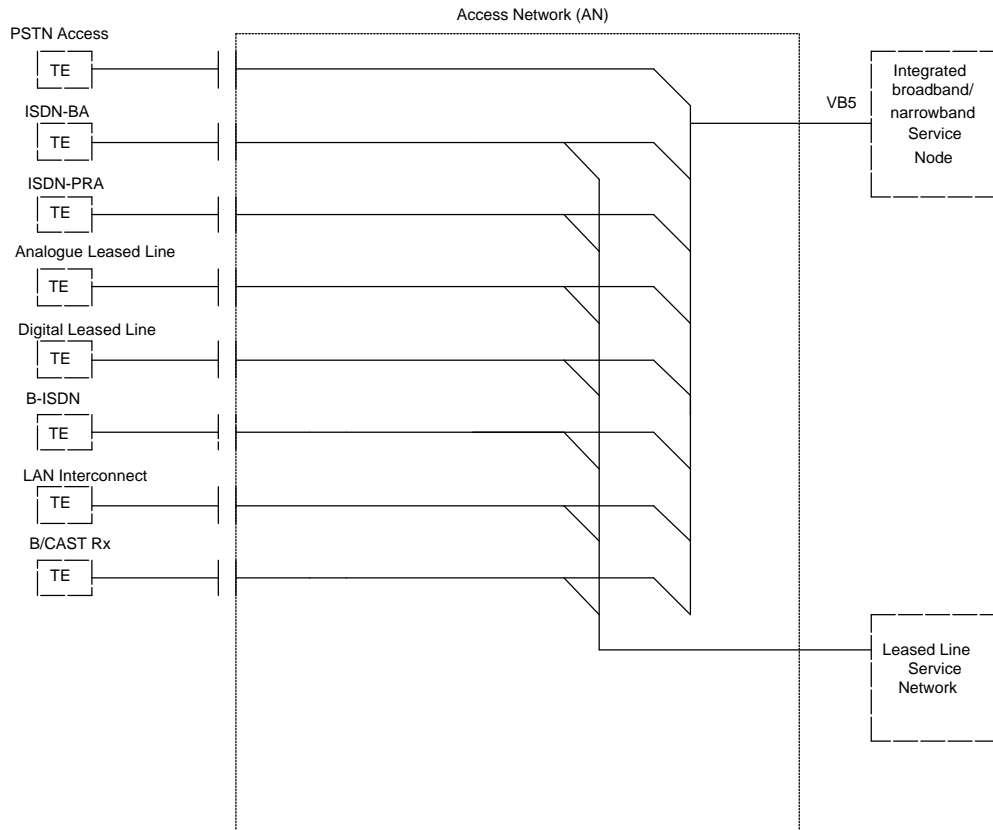 Access Network (AN)
PSTN Access
TE
ISDN-BA
TE
ISDN-PRA
TE
Analogue Leased Line
TE
Digital Leased Line
TE
B-ISDN
TE
LAN Interconnect
TE
B/CAST Rx
TE
VB5
Integrated
broadband/
narrowband
Service
Node
Leased Line
Service
Network